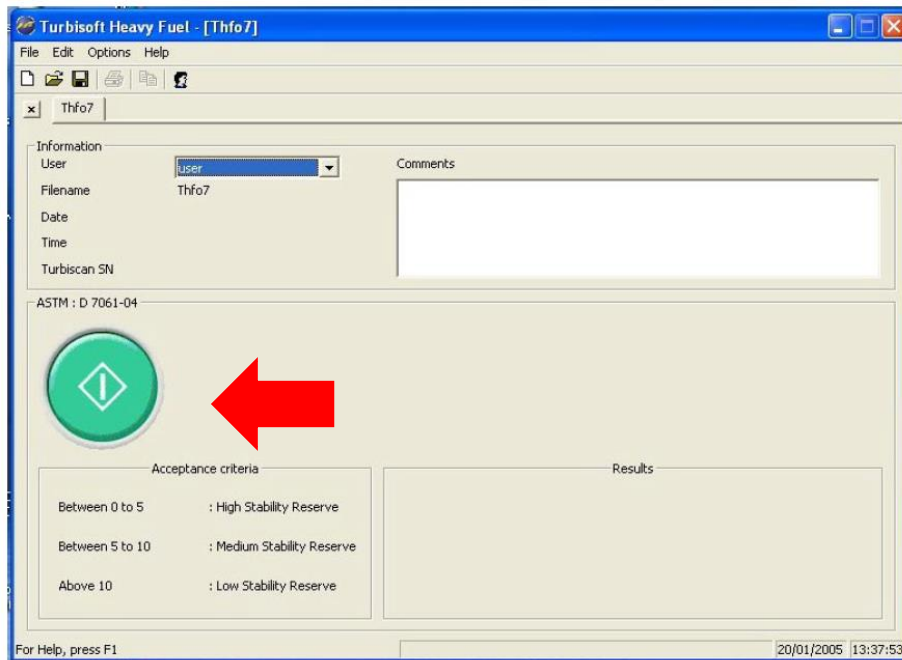 Turbisoft Heavy Fuel - [Thfo7]
File Edit Options Help
Thfo7
Information
User
user
Comments
Filename
Thfo7
Date
Time
Turbiscan SN
ASTM : D 7061-04
Acceptance criteria
Results
Between 0 to 5 : High Stability Reserve
Between 5 to 10 : Medium Stability Reserve
Above 10 : Low Stability Reserve
For Help, press F1
20/01/2005 13:37:53